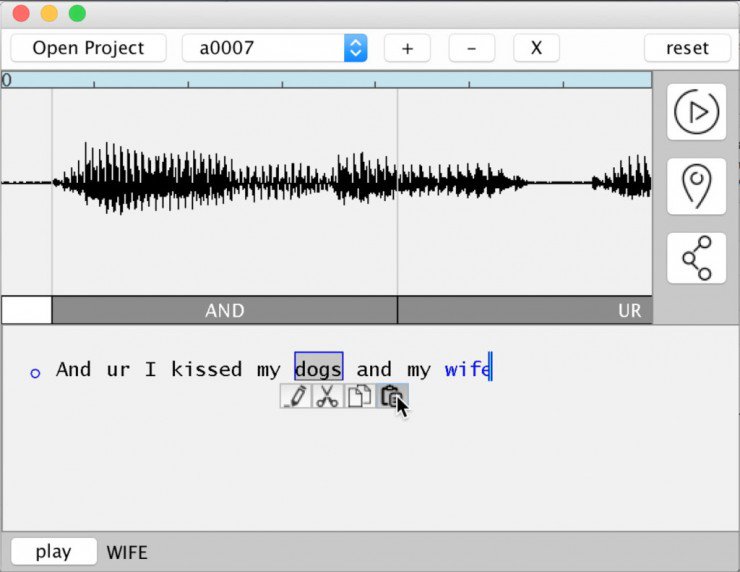 Open Project a0007 + - X reset
0
AND UR
And ur I kissed my dogs and my wife
play WIFE